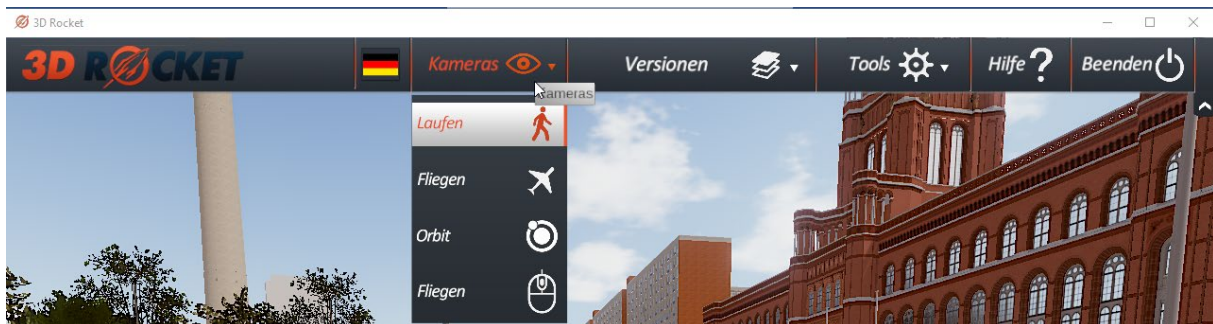 3D Rocket
3D ROCKET
Kameras
Versionen
Tools
Hilfe ?
Beenden
Kameras
Laufen
Fliegen
Orbit
Fliegen